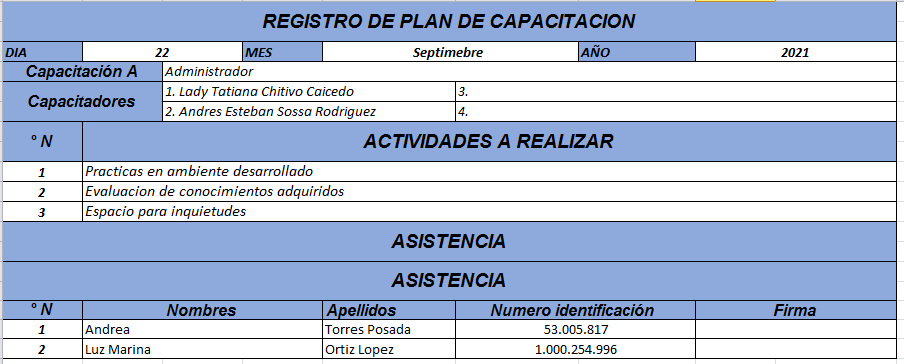 REGISTRO DE PLAN DE CAPACITACION
DIA 22 MES Septimebre AÑO 2021
Capacitación A Administrador
Capacitadores
1. Lady Tatiana Chitivo Caicedo 3.
2. Andres Esteban Sossa Rodriguez 4.
° N ACTIVIDADES A REALIZAR
1 Practicas en ambiente desarrollado
2 Evaluacion de conocimientos adquiridos
3 Espacio para inquietudes
ASISTENCIA
ASISTENCIA
° N Nombres Apellidos Numero identificación Firma
1 Andrea Torres Posada 53.005.817
2 Luz Marina Ortiz Lopez 1.000.254.996